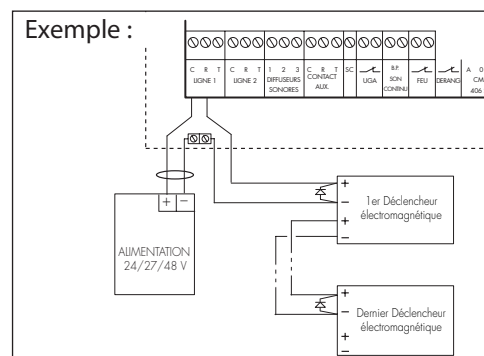 Exemple :
C R T C R T 1 2 3 C R T SC B.P. A 0
LIGNE 1 LIGNE 2 DIFFUSEURS CONTACT UGA SON FEU DERANG CM
SONORES AUX. CONTINU 406
+ −
ALIMENTATION
24/27/48 V
+
− 1er Déclencheur
+ électromagnétique
−
+
− Dernier Déclencheur
+ électromagnétique
−